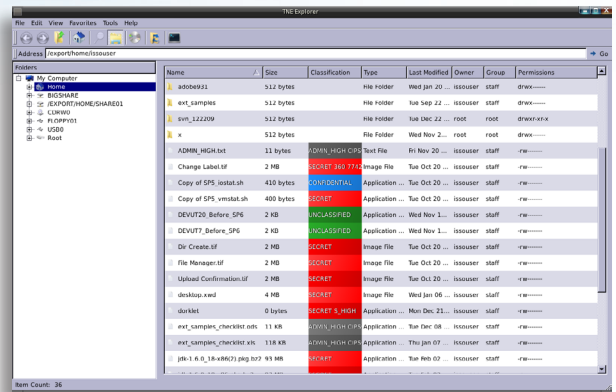 TNE Explorer
File Edit View Favorites Tools Help
Address /export/home/issouser Go
Folders
My Computer
Home
BIGSHARE
/EXPORT/HOME/SHARE01
CDRW0
FLOPPY01
USB0
Root
Name Size Classification Type Last Modified Owner Group Permissions
adobe931 512 bytes File Folder Wed Jan 20 ... issouser staff drwx------
ext_samples 512 bytes File Folder Tue Sep 22 ... issouser staff drwx------
svn_122209 512 bytes File Folder Tue Dec 22 ... root root drwxr-xr-x
x 512 bytes File Folder Wed Nov 2... root root drwx------
ADMIN_HIGH.txt 11 bytes ADMIN_HIGH CIPS Text File Fri Nov 20 ... issouser staff -rw-------
Change Label.tif 2 MB SECRET 360 7742 Image File Tue Oct 20 ... issouser staff -rw-------
Copy of SP5_iostat.sh 410 bytes CONFIDENTIAL Application ... Tue Oct 20 ... issouser staff -rw-------
Copy of SP5_vmstat.sh 400 bytes SECRET Application ... Tue Oct 20 ... issouser staff -rw-------
DEVUT20_Before_SP6 2 KB UNCLASSIFIED Application ... Wed Nov 1... issouser staff -rw-------
DEVUT7_Before_SP6 2 KB UNCLASSIFIED Application ... Wed Nov 1... issouser staff -rw-------
Dir Create.tif 2 MB SECRET Image File Tue Oct 20 ... issouser staff -rw-------
File Manager.tif 2 MB SECRET Image File Tue Oct 20 ... issouser staff -rw-------
Upload Confirmation.tif 2 MB SECRET Image File Tue Oct 20 ... issouser staff -rw-------
desktop.xwd 4 MB SECRET Image File Wed Jan 06 ... issouser staff -rw-------
dorklet 0 bytes SECRET S_HIGH Application ... Mon Dec 21... issouser staff -rw-------
ext_samples_checklist.ods 11 KB ADMIN_HIGH CIPS Application ... Tue Dec 08 ... issouser staff -rw-------
ext_samples_checklist.xls 118 KB ADMIN_HIGH CIPS Application ... Thu Jan 07 ... issouser staff -rw-------
jdk-1.6.0_18-x86(2).pkg.bz2 93 MB SECRET Application ... Tue Feb 02 ... issouser staff -rw-------
Item Count: 36